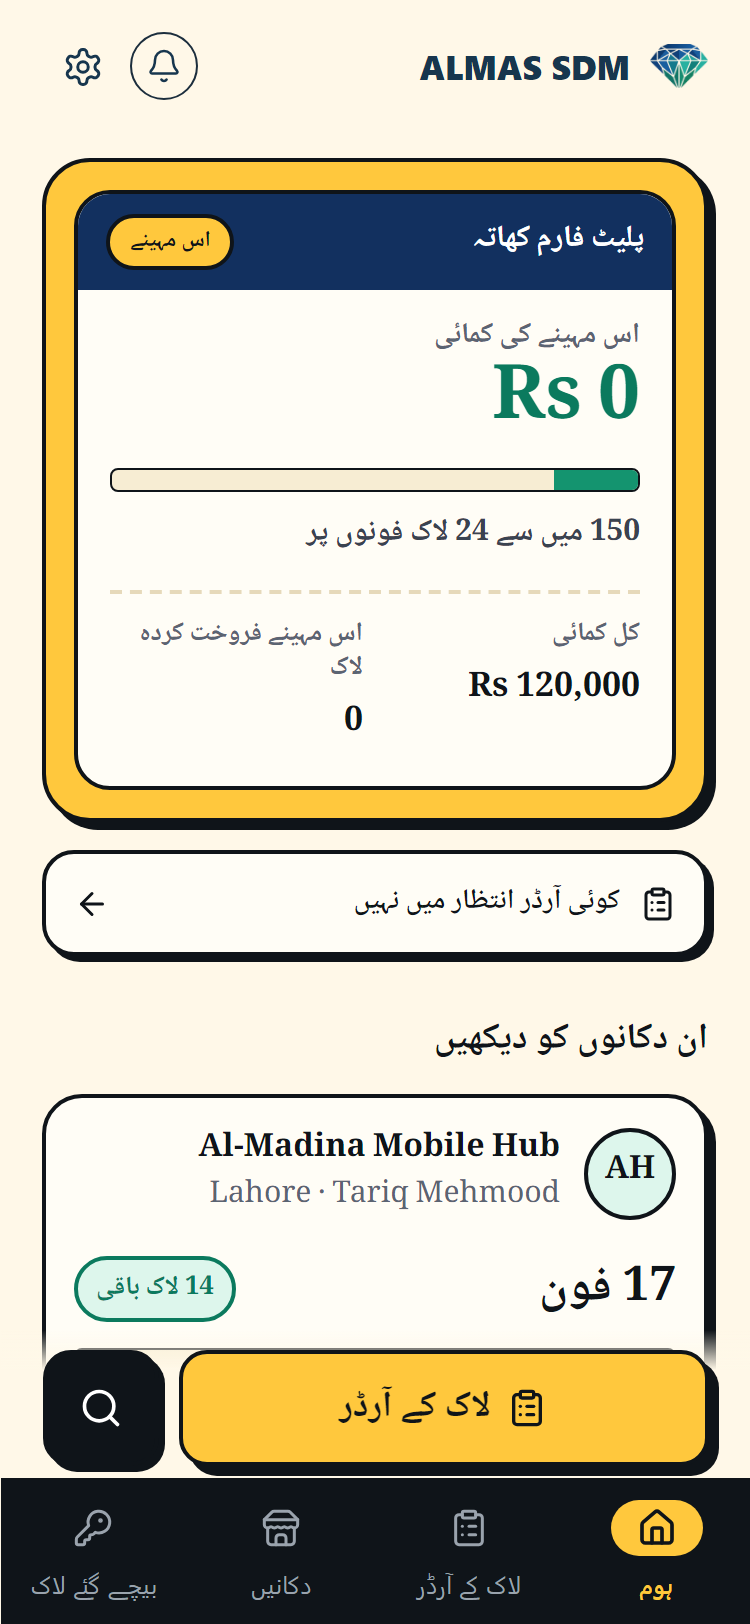 ALMAS SDM
پلیٹ فارم کھاتہ
اس مہینے
اس مہینے کی کمائی
Rs 0
150 میں سے 24 لاک فونوں پر
کل کمائی
Rs 120,000
اس مہینے فروخت کردہ
لاک
0
کوئی آرڈر انتظار میں نہیں
ان دکانوں کو دیکھیں
AH
Al-Madina Mobile Hub
Lahore · Tariq Mehmood
17 فون
14 لاک باقی
لاک کے آرڈر
ہوم
لاک کے آرڈر
دکانیں
بیچے گئے لاک